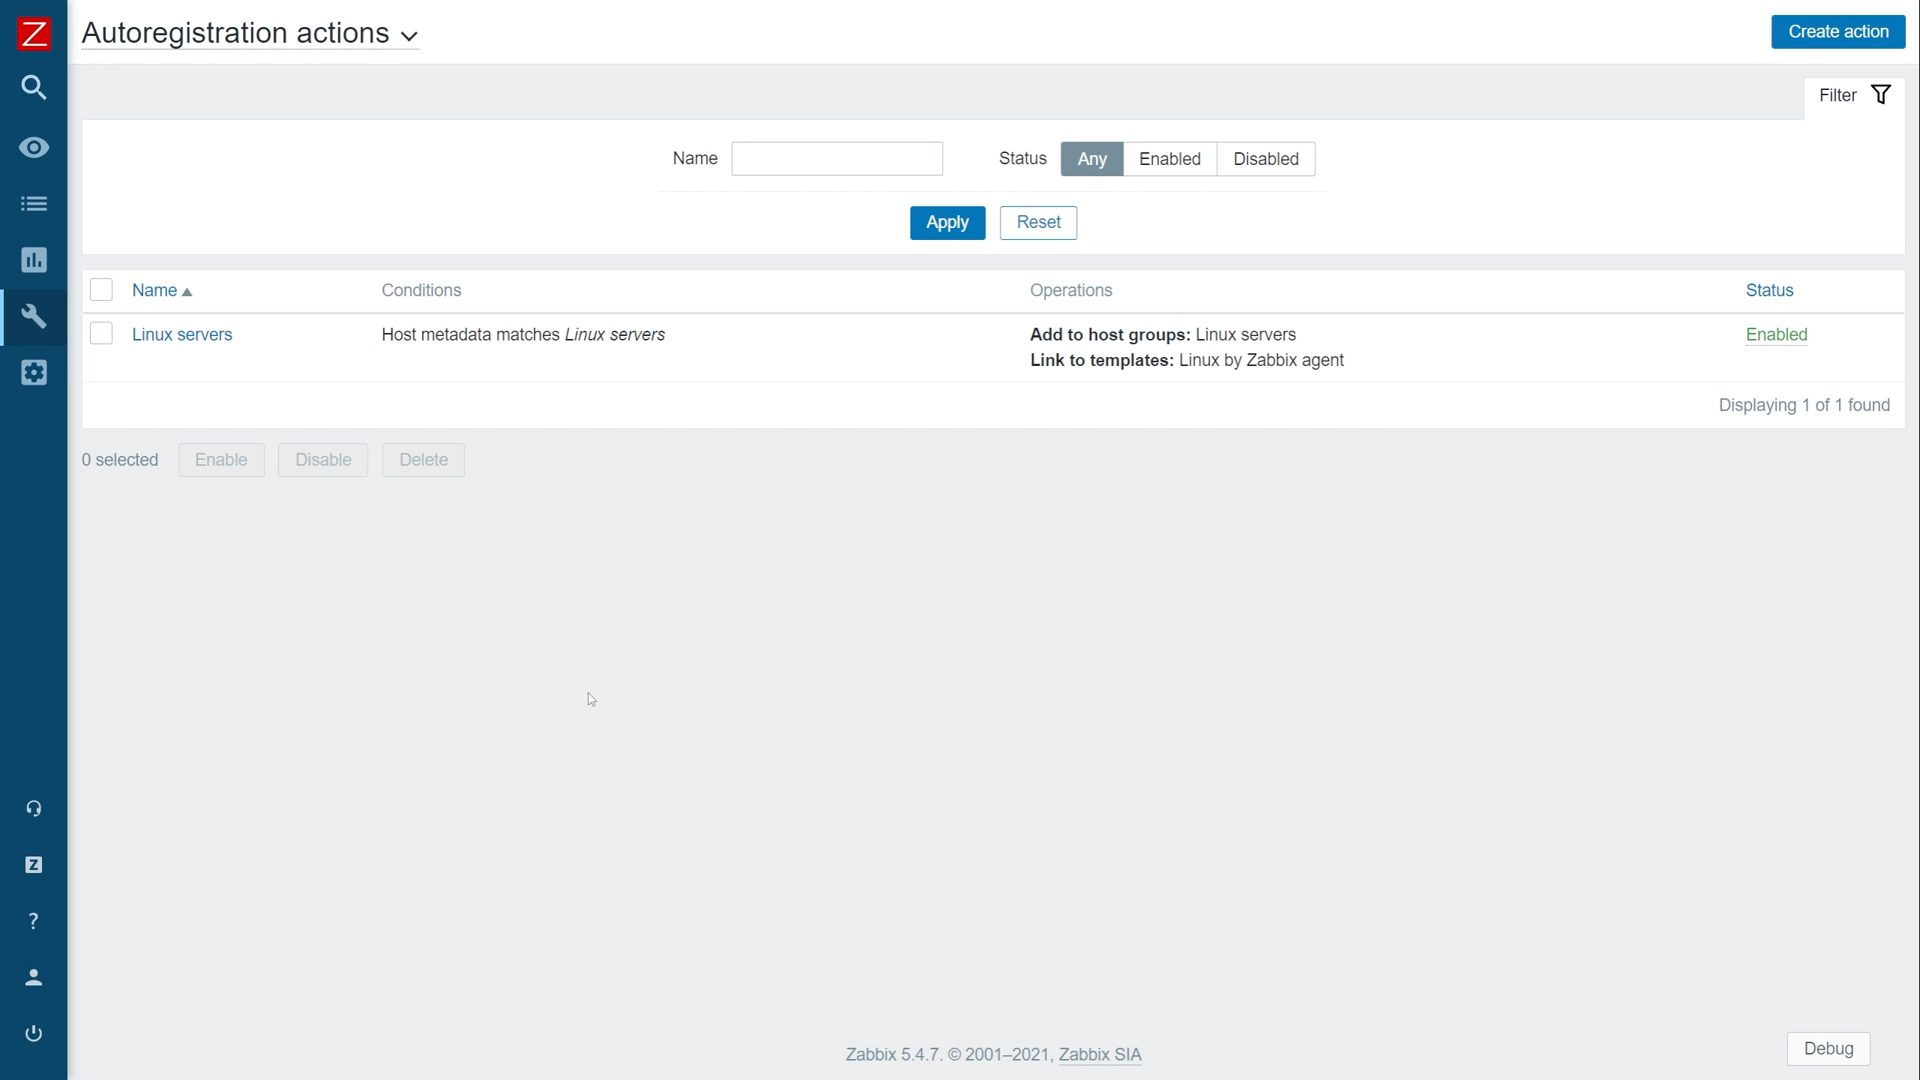 Z
Autoregistration actions
Create action
Filter
Name
Status Any Enabled Disabled
Apply Reset
Name Conditions Operations Status
Linux servers Host metadata matches Linux servers Add to host groups: Linux servers Enabled
Link to templates: Linux by Zabbix agent
Displaying 1 of 1 found
0 selected Enable Disable Delete
Z
?
Zabbix 5.4.7. © 2001–2021, Zabbix SIA
Debug